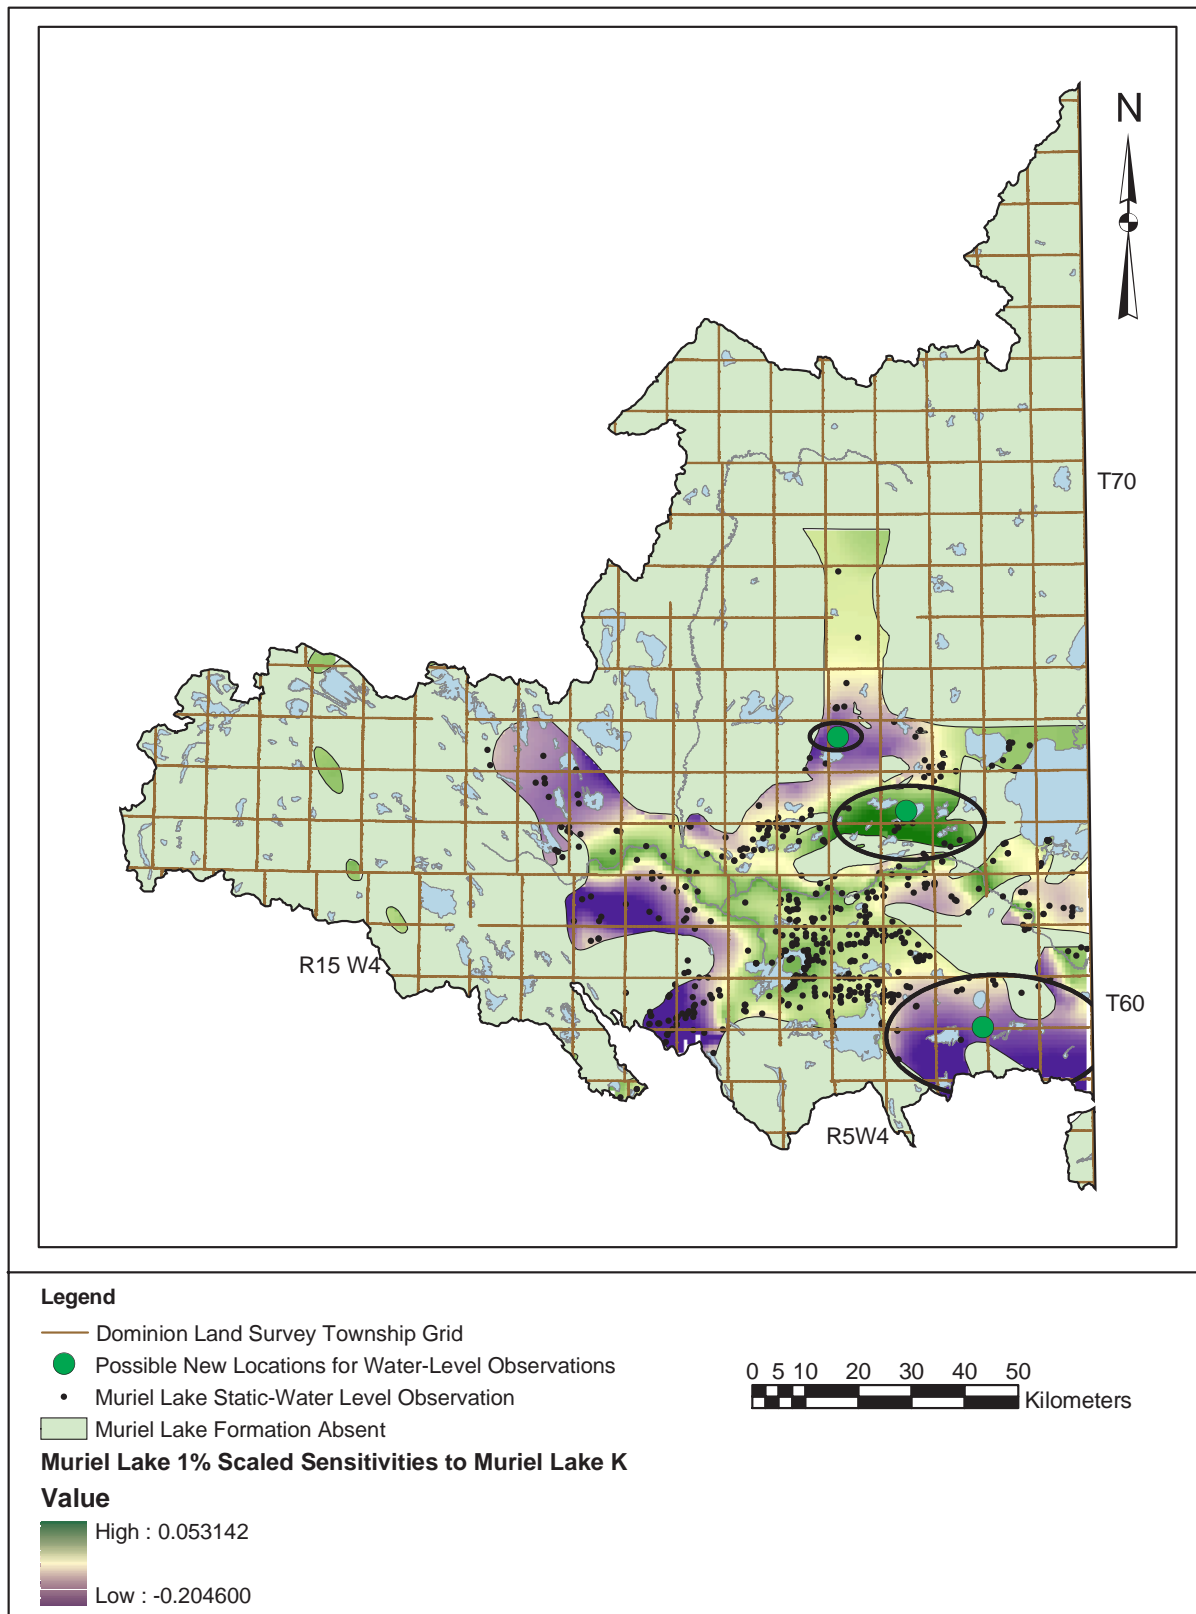 N
T70
R15 W4
T60
R5W4
Legend
Dominion Land Survey Township Grid
Possible New Locations for Water-Level Observations
Muriel Lake Static-Water Level Observation
Muriel Lake Formation Absent
0 5 10 20 30 40 50
Kilometers
Muriel Lake 1% Scaled Sensitivities to Muriel Lake K
Value
High : 0.053142
Low : -0.204600